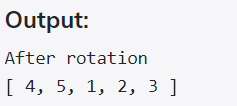 Output:
After rotation
[ 4, 5, 1, 2, 3 ]